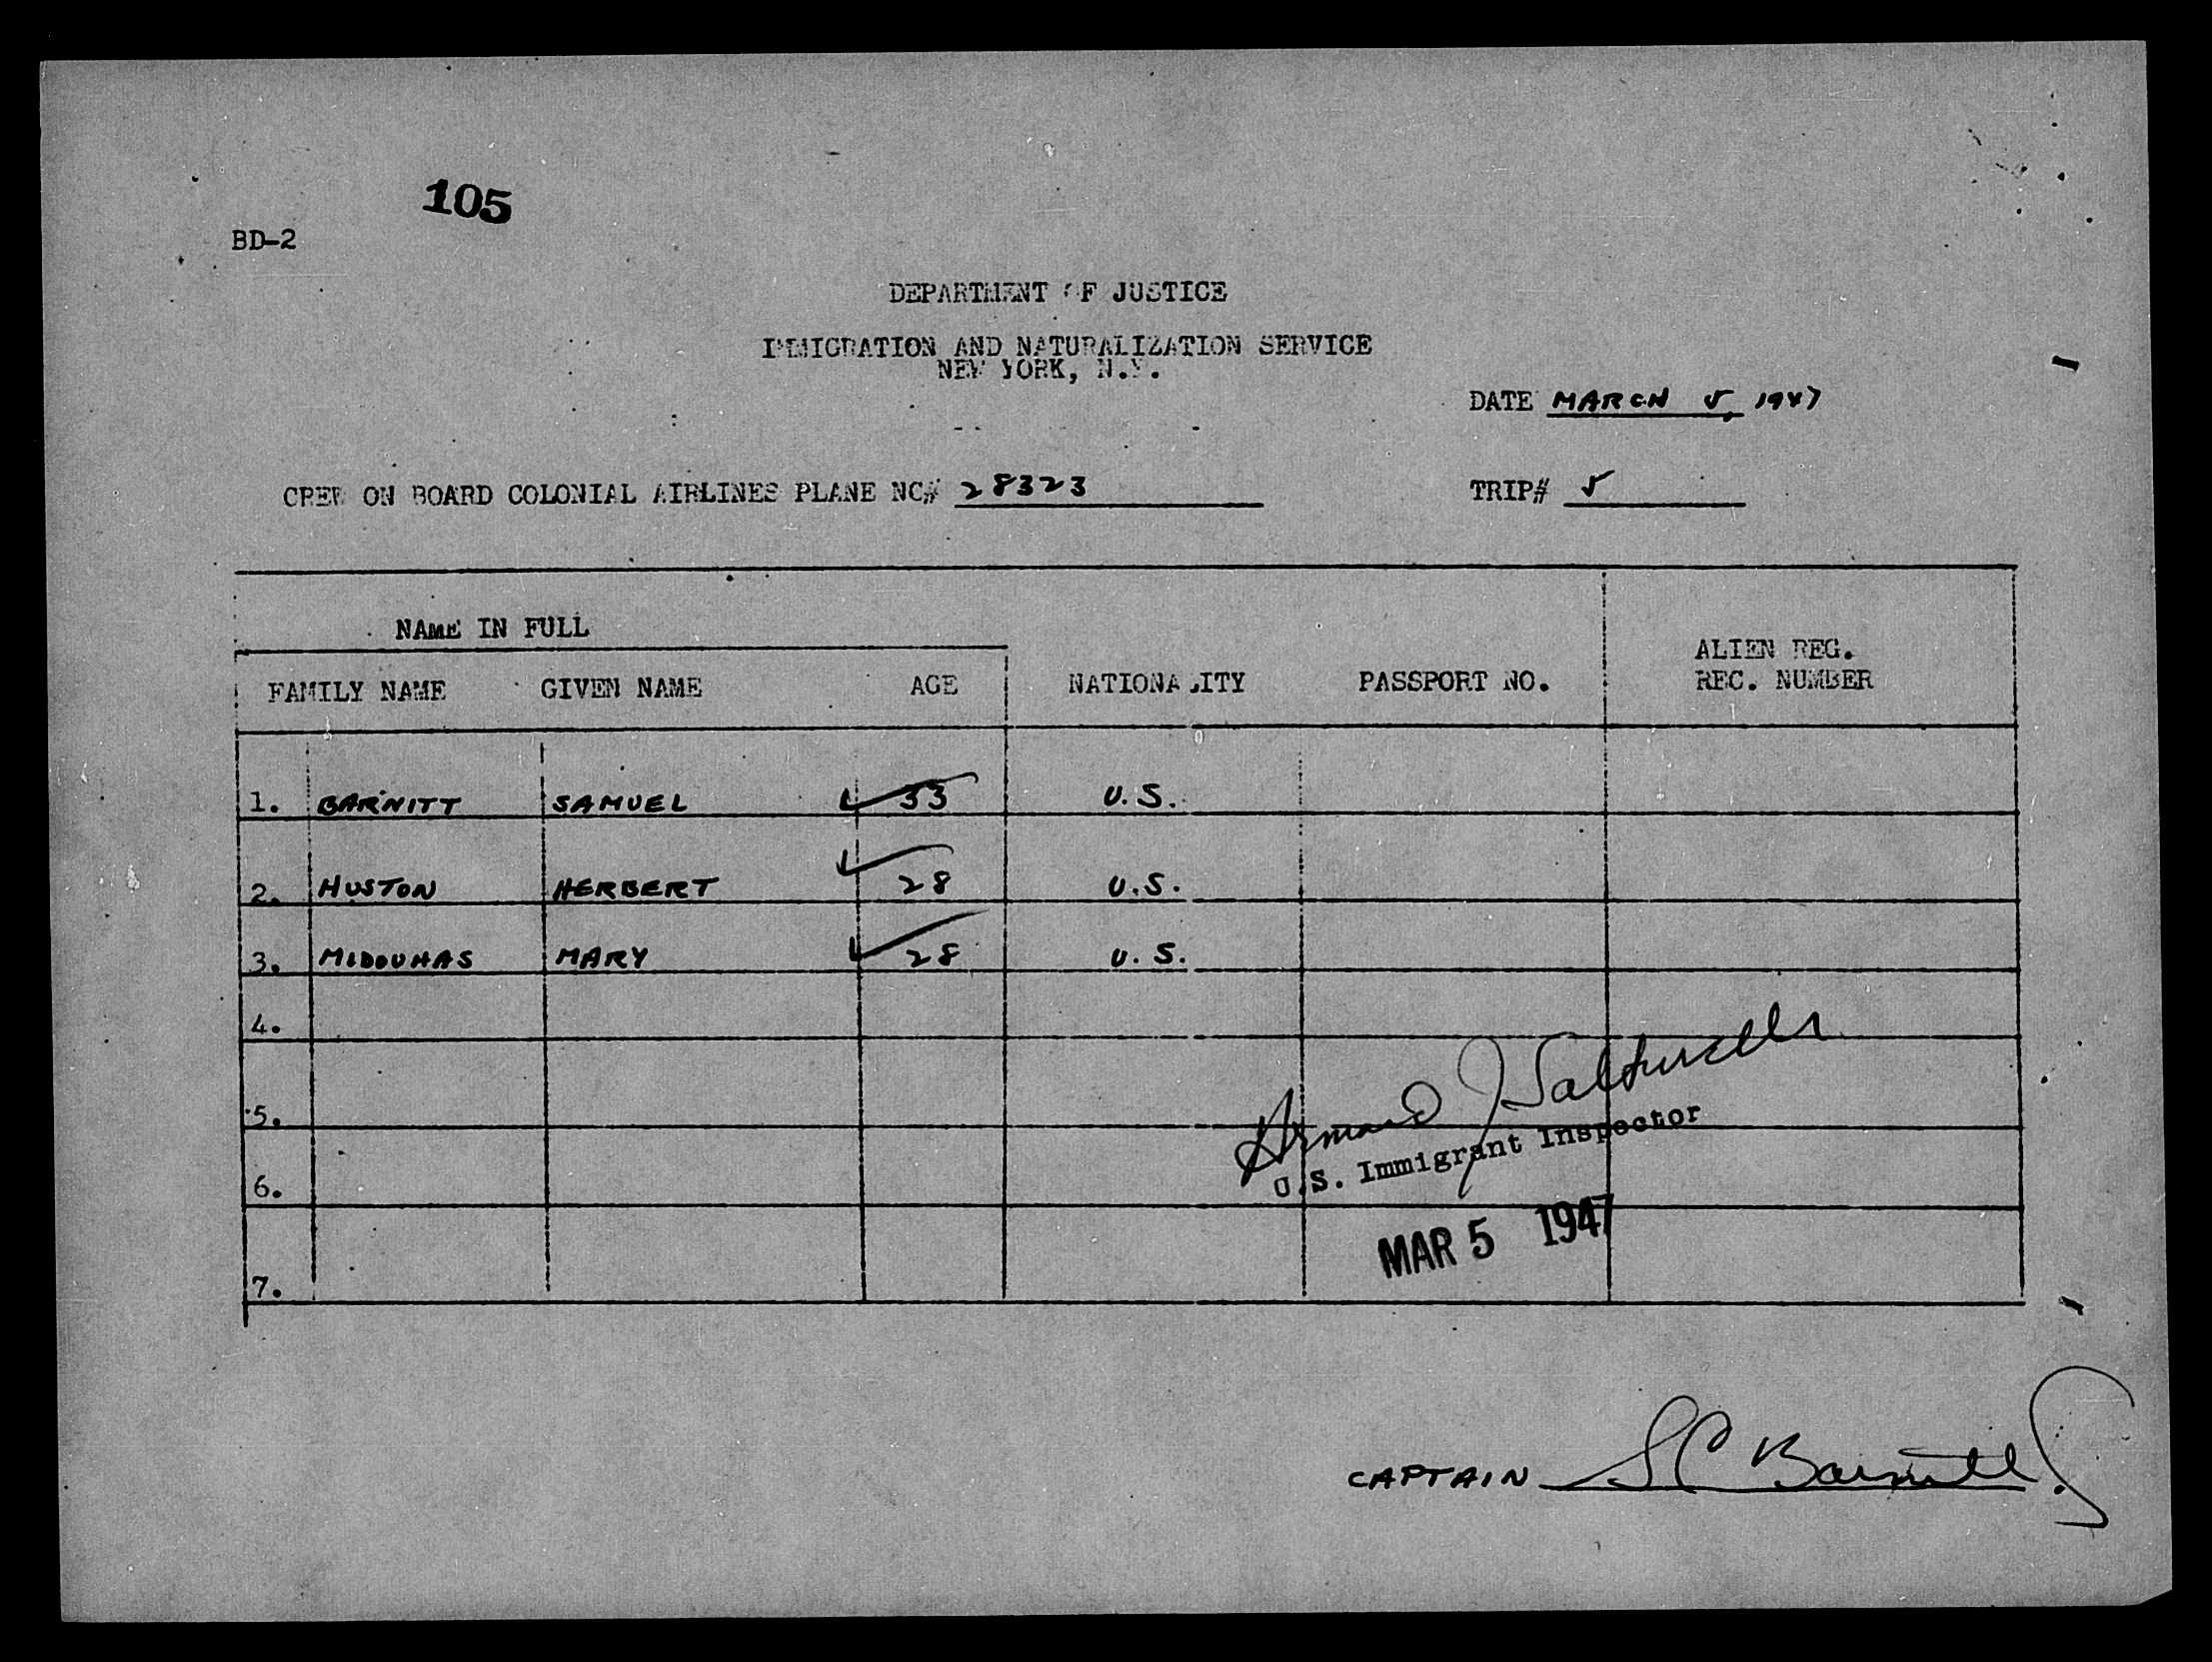 105
BD-2
DEPARTMENT OF JUSTICE
IMMIGRATION AND NATURALIZATION SERVICE
NEW YORK, N.Y.
DATE MARCH 5, 1947
CREW ON BOARD COLONIAL AIRLINES PLANE NC# 28323 TRIP# 5
NAME IN FULL
FAMILY NAME GIVEN NAME AGE NATIONALITY PASSPORT NO. ALIEN REG.
REC. NUMBER
1. BARNITT SAMUEL 33 U.S.
2. HUSTON HERBERT 28 U.S.
3. MIDOUHAS MARY 28 U.S.
4.
5.
6.
7.
Armand J
U.S. Immigrant Inspector
MAR 5 1947
CAPTAIN S C Barnitt